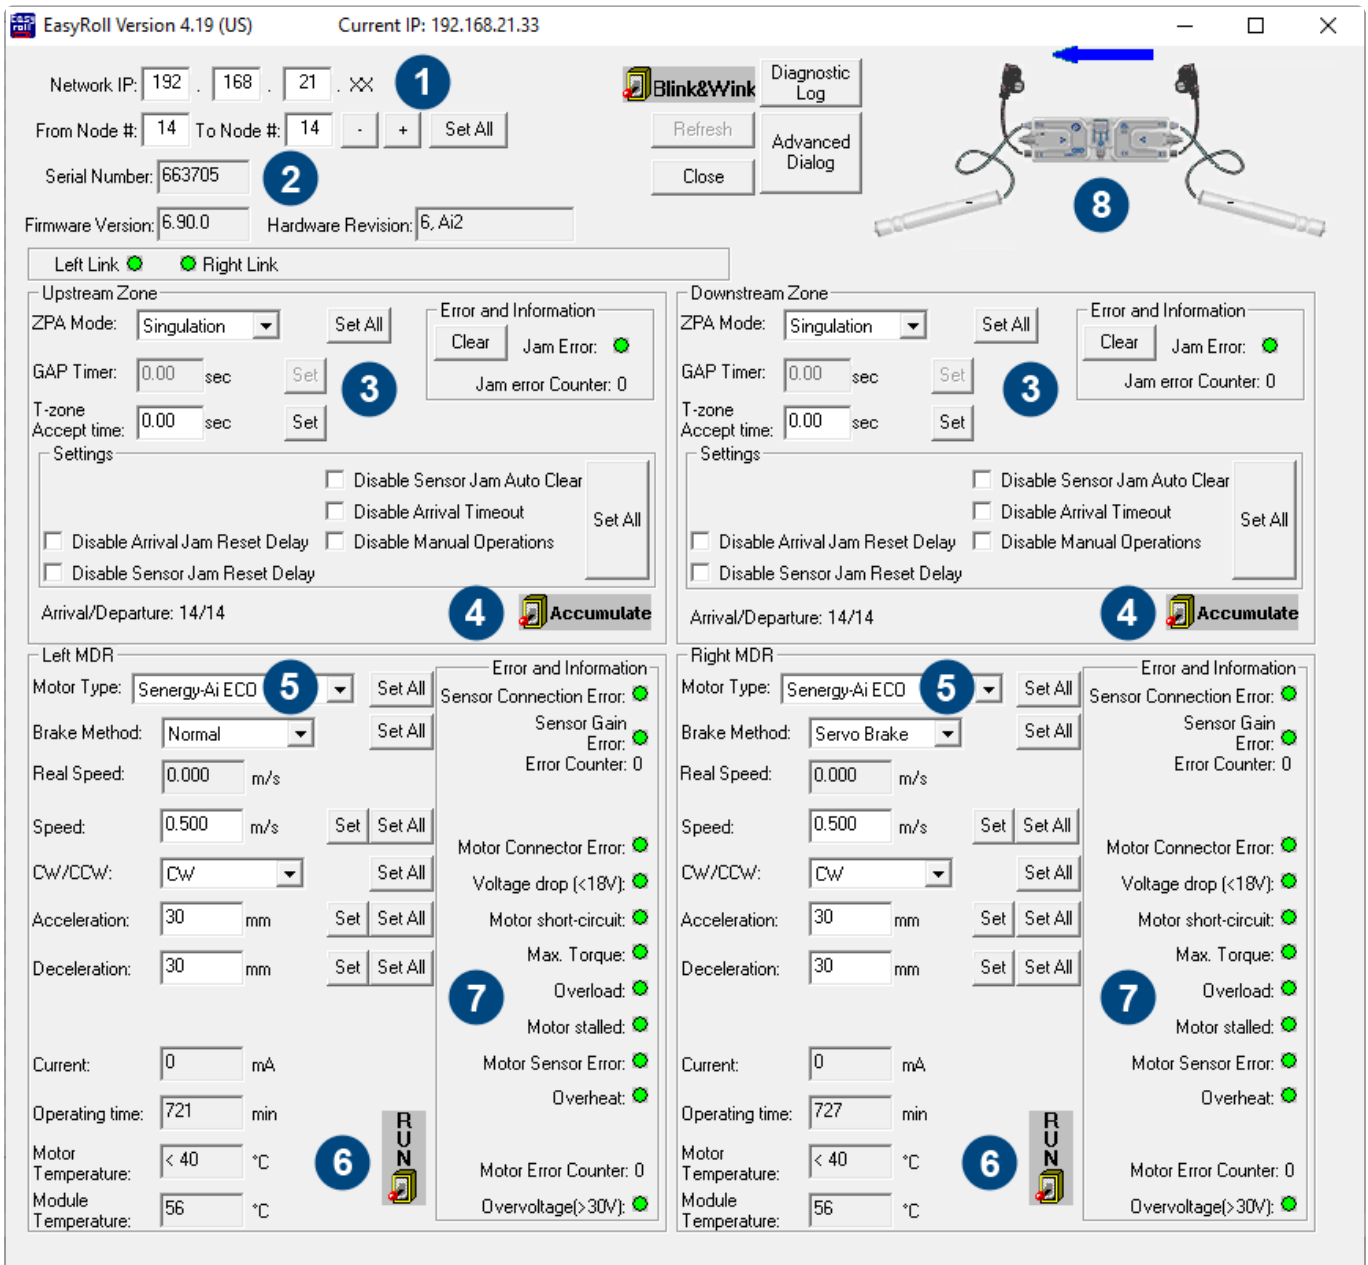 EasyRoll Version 4.19 (US) Current IP: 192.168.21.33
Network IP: 192 . 168 . 21 . XX 1
Blink&Wink Diagnostic Log
From Node #: 14 To Node #: 14 - + Set All
Refresh Advanced Dialog
Serial Number: 663705 2
Close
8
Firmware Version: 6.90.0 Hardware Revision: 6, Ai2
Left Link Right Link
Upstream Zone
ZPA Mode: Singulation Set All
GAP Timer: 0.00 sec Set 3
T-zone
Accept time: 0.00 sec Set
Error and Information
Clear Jam Error:
Jam error Counter: 0
Settings
Disable Sensor Jam Auto Clear
Disable Arrival Timeout
Set All
Disable Arrival Jam Reset Delay Disable Manual Operations
Disable Sensor Jam Reset Delay
Arrival/Departure: 14/14 4 Accumulate
Downstream Zone
ZPA Mode: Singulation Set All
GAP Timer: 0.00 sec Set 3
T-zone
Accept time: 0.00 sec Set
Error and Information
Clear Jam Error:
Jam error Counter: 0
Settings
Disable Sensor Jam Auto Clear
Disable Arrival Timeout
Set All
Disable Arrival Jam Reset Delay Disable Manual Operations
Disable Sensor Jam Reset Delay
Arrival/Departure: 14/14 4 Accumulate
Left MDR
Motor Type: Senergy-Ai ECO 5 Set All
Brake Method: Normal Set All
Real Speed: 0.000 m/s
Speed: 0.500 m/s Set Set All
CW/CCW: CW Set All
Acceleration: 30 mm Set Set All
Deceleration: 30 mm Set Set All
Current: 0 mA
Operating time: 721 min
Motor
Temperature: < 40 °C
Module
Temperature: 56 °C
6 RUN
Error and Information
Sensor Connection Error:
Sensor Gain
Error:
Error Counter: 0
Motor Connector Error:
Voltage drop (<18V):
Motor short-circuit:
Max. Torque:
Overload:
7
Motor stalled:
Motor Sensor Error:
Overheat:
Motor Error Counter: 0
Overvoltage(>30V):
Right MDR
Motor Type: Senergy-Ai ECO 5 Set All
Brake Method: Servo Brake Set All
Real Speed: 0.000 m/s
Speed: 0.500 m/s Set Set All
CW/CCW: CW Set All
Acceleration: 30 mm Set Set All
Deceleration: 30 mm Set Set All
Current: 0 mA
Operating time: 727 min
Motor
Temperature: < 40 °C
Module
Temperature: 56 °C
6 RUN
Error and Information
Sensor Connection Error:
Sensor Gain
Error:
Error Counter: 0
Motor Connector Error:
Voltage drop (<18V):
Motor short-circuit:
Max. Torque:
Overload:
7
Motor stalled:
Motor Sensor Error:
Overheat:
Motor Error Counter: 0
Overvoltage(>30V):